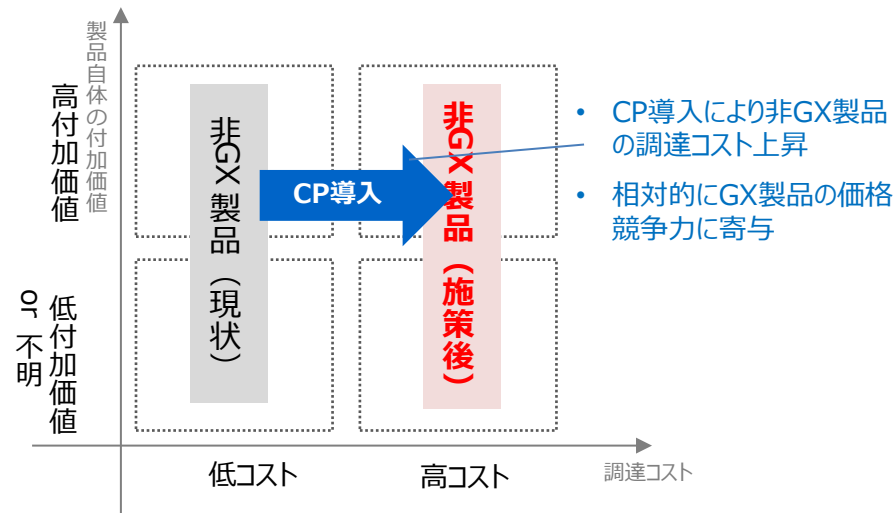 製品自体の付加価値
高付加価値
低付加価値
or 不明
非GX製品（現状）
CP導入
非GX製品（施策後）
• CP導入により非GX製品
の調達コスト上昇
• 相対的にGX製品の価格
競争力に寄与
低コスト
高コスト
調達コスト